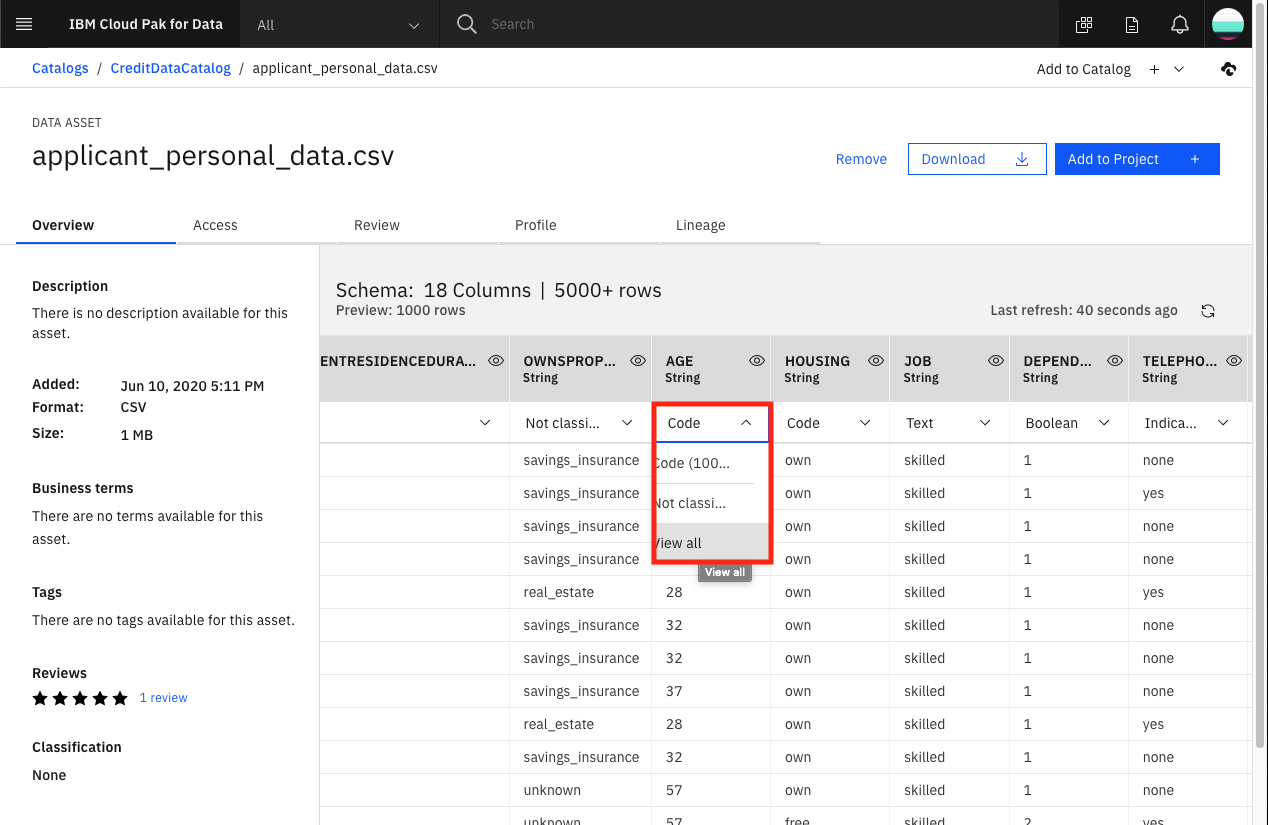 IBM Cloud Pak for Data All Search
Catalogs / CreditDataCatalog / applicant_personal_data.csv Add to Catalog +
DATA ASSET
applicant_personal_data.csv
Remove Download Add to Project +
Overview Access Review Profile Lineage
Description
There is no description available for this
asset.
Added: Jun 10, 2020 5:11 PM
Format: CSV
Size: 1 MB
Business terms
There are no terms available for this
asset.
Tags
There are no tags available for this asset.
Reviews
1 review
Classification
None
Schema: 18 Columns | 5000+ rows
Preview: 1000 rows Last refresh: 40 seconds ago
ENTRESIDENCEDURA... OWNSPROP... AGE HOUSING JOB DEPEND... TELEPHO...
String String String String String String
Not classi... Code Code Text Boolean Indica...
savings_insurance Code (100... own skilled 1 none
savings_insurance Not classi... own skilled 1 yes
savings_insurance own skilled 1 none
savings_insurance View all own skilled 1 none
View all
real_estate 28 own skilled 1 yes
savings_insurance 32 own skilled 1 none
savings_insurance 32 own skilled 1 none
savings_insurance 37 own skilled 1 none
real_estate 28 own skilled 1 yes
savings_insurance 32 own skilled 1 none
unknown 57 own skilled 1 none
unknown 57 free skilled 2 yes